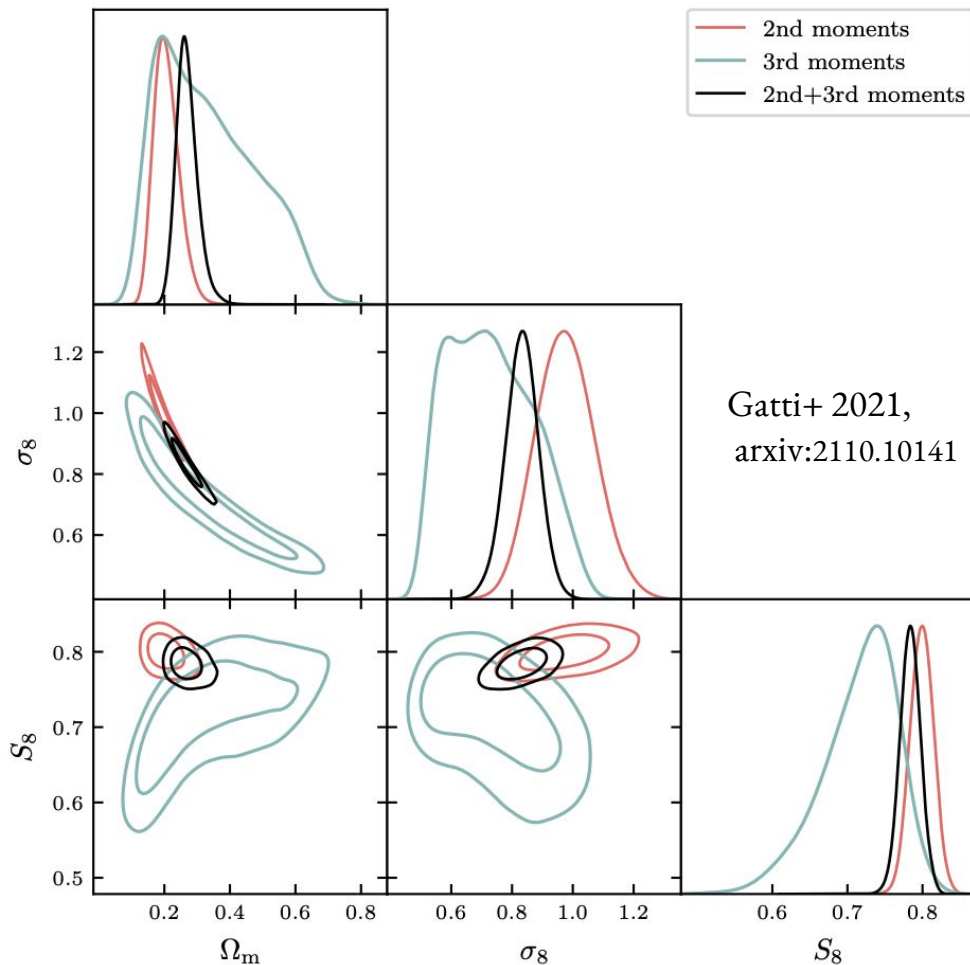 2nd moments
3rd moments
2nd+3rd moments
1.2
1.0
0.8
0.6
σ₈
Gatti+ 2021,
arxiv:2110.10141
0.8
0.7
0.6
0.5
S₈
0.2 0.4 0.6 0.8
0.6 0.8 1.0 1.2
0.6 0.7 0.8
Ωₘ
σ₈
S₈